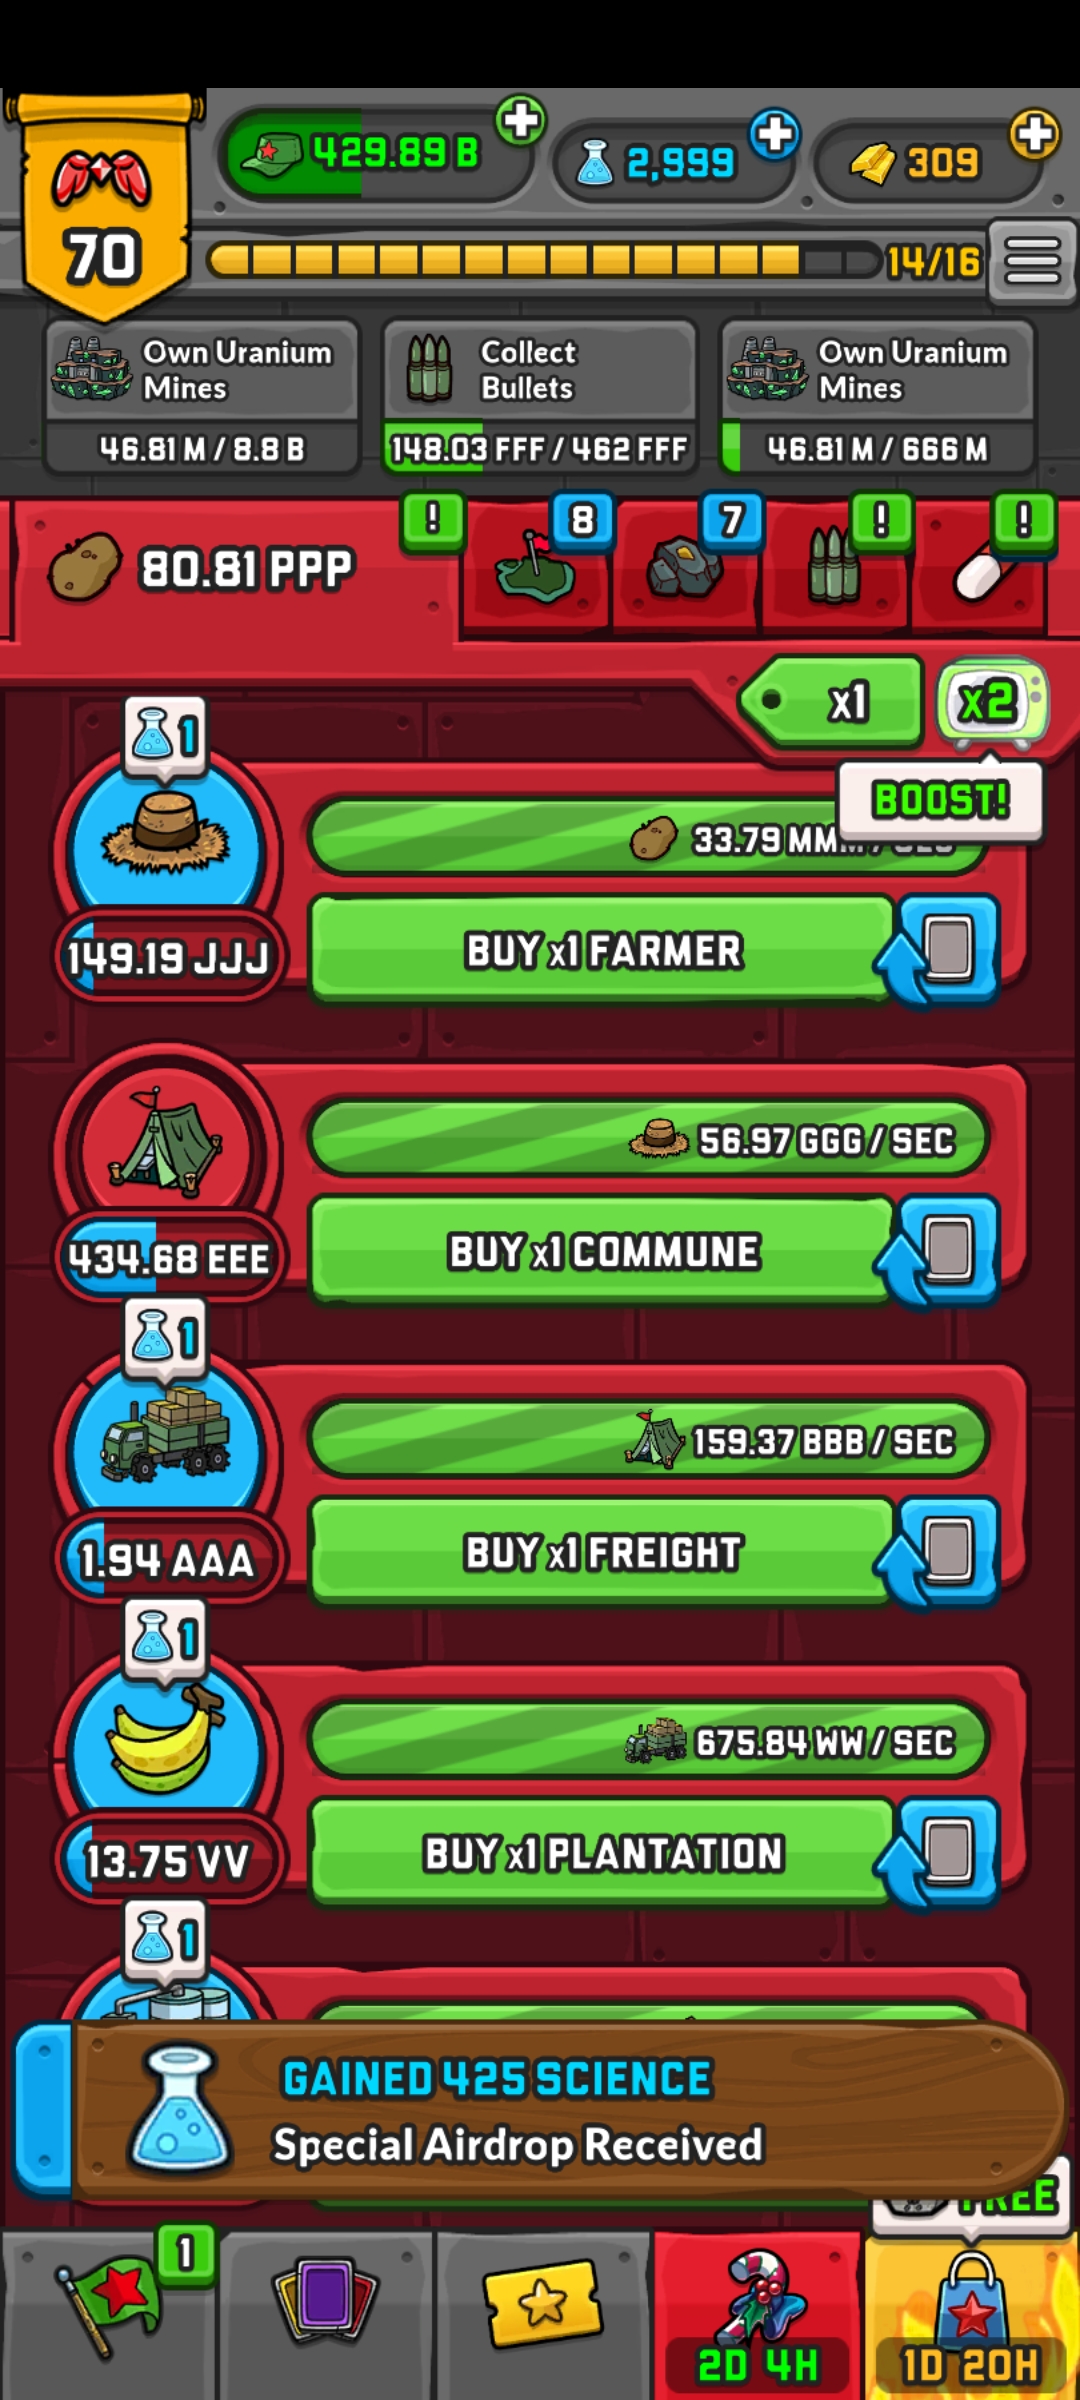 429.89 B
2,999
309
70
14/16
Own Uranium
Mines
46.81 M / 8.8 B
Collect
Bullets
148.03 FFF / 462 FFF
Own Uranium
Mines
46.81 M / 666 M
80.81 PPP
!
8
7
!
!
x1
x2
BOOST!
1
33.79
149.19 JJJ
BUY x1 FARMER
56.97 GGG / SEC
434.68 EEE
BUY x1 COMMUNE
1
159.37 BBB / SEC
1.94 AAA
BUY x1 FREIGHT
1
675.84 WW / SEC
13.75 VV
BUY x1 PLANTATION
1
GAINED 425 SCIENCE
Special Airdrop Received
FREE
1
2D 4H
1D 20H